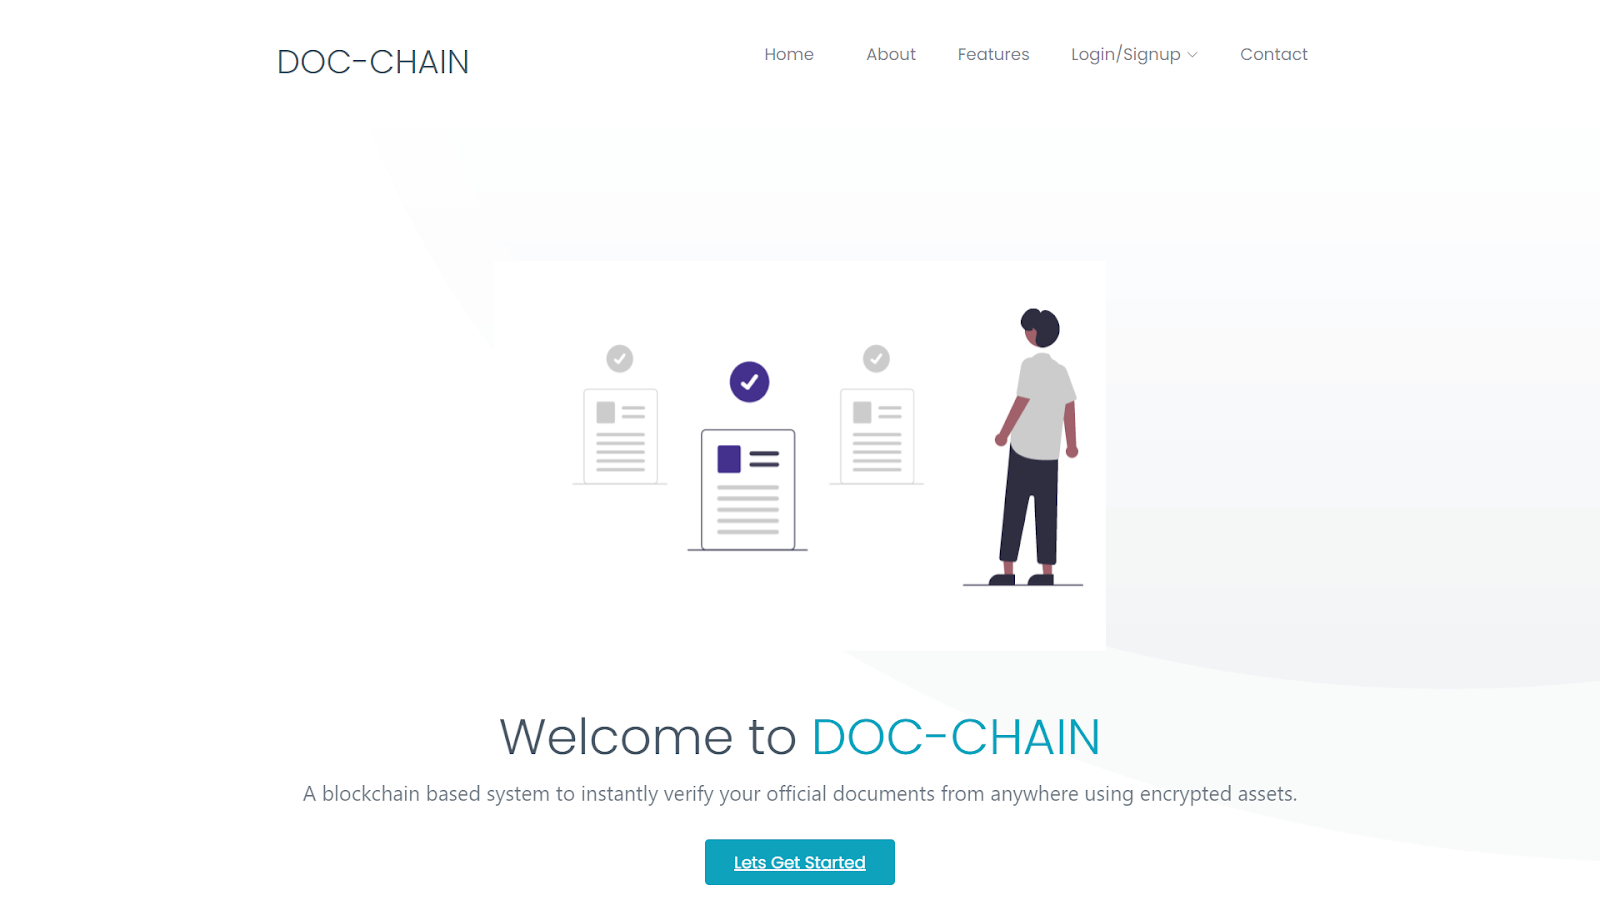 DOC-CHAIN
Home About Features Login/Signup Contact
Welcome to DOC-CHAIN
A blockchain based system to instantly verify your official documents from anywhere using encrypted assets.
Lets Get Started